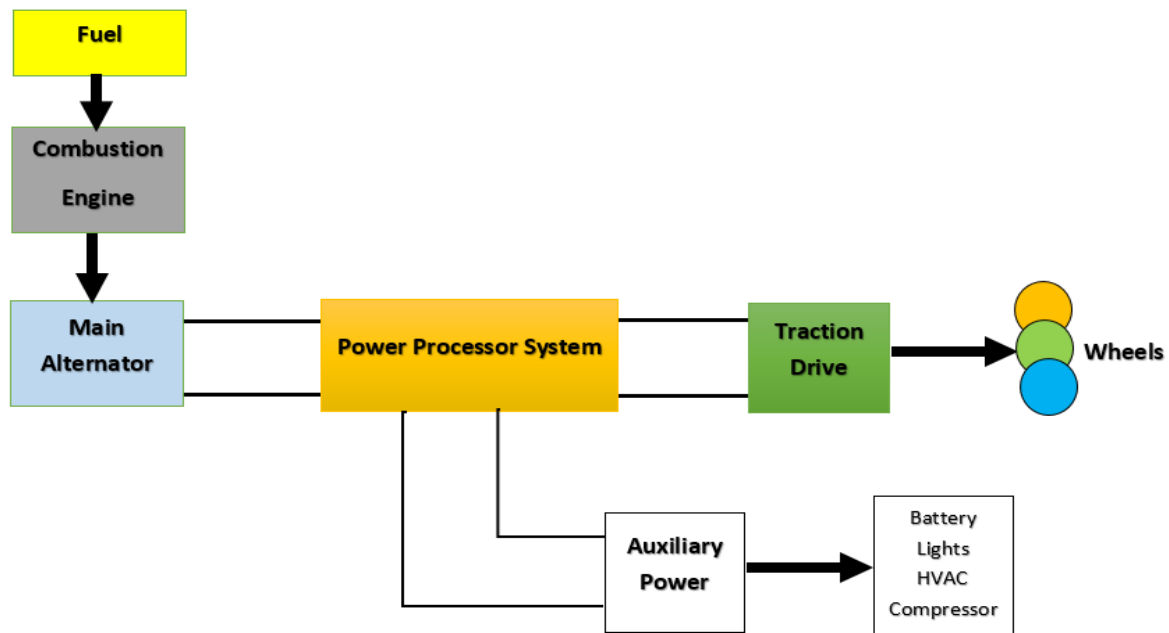 Fuel
Combustion
Engine
Main
Alternator
Power Processor System
Traction
Drive
Wheels
Auxiliary
Power
Battery
Lights
HVAC
Compressor